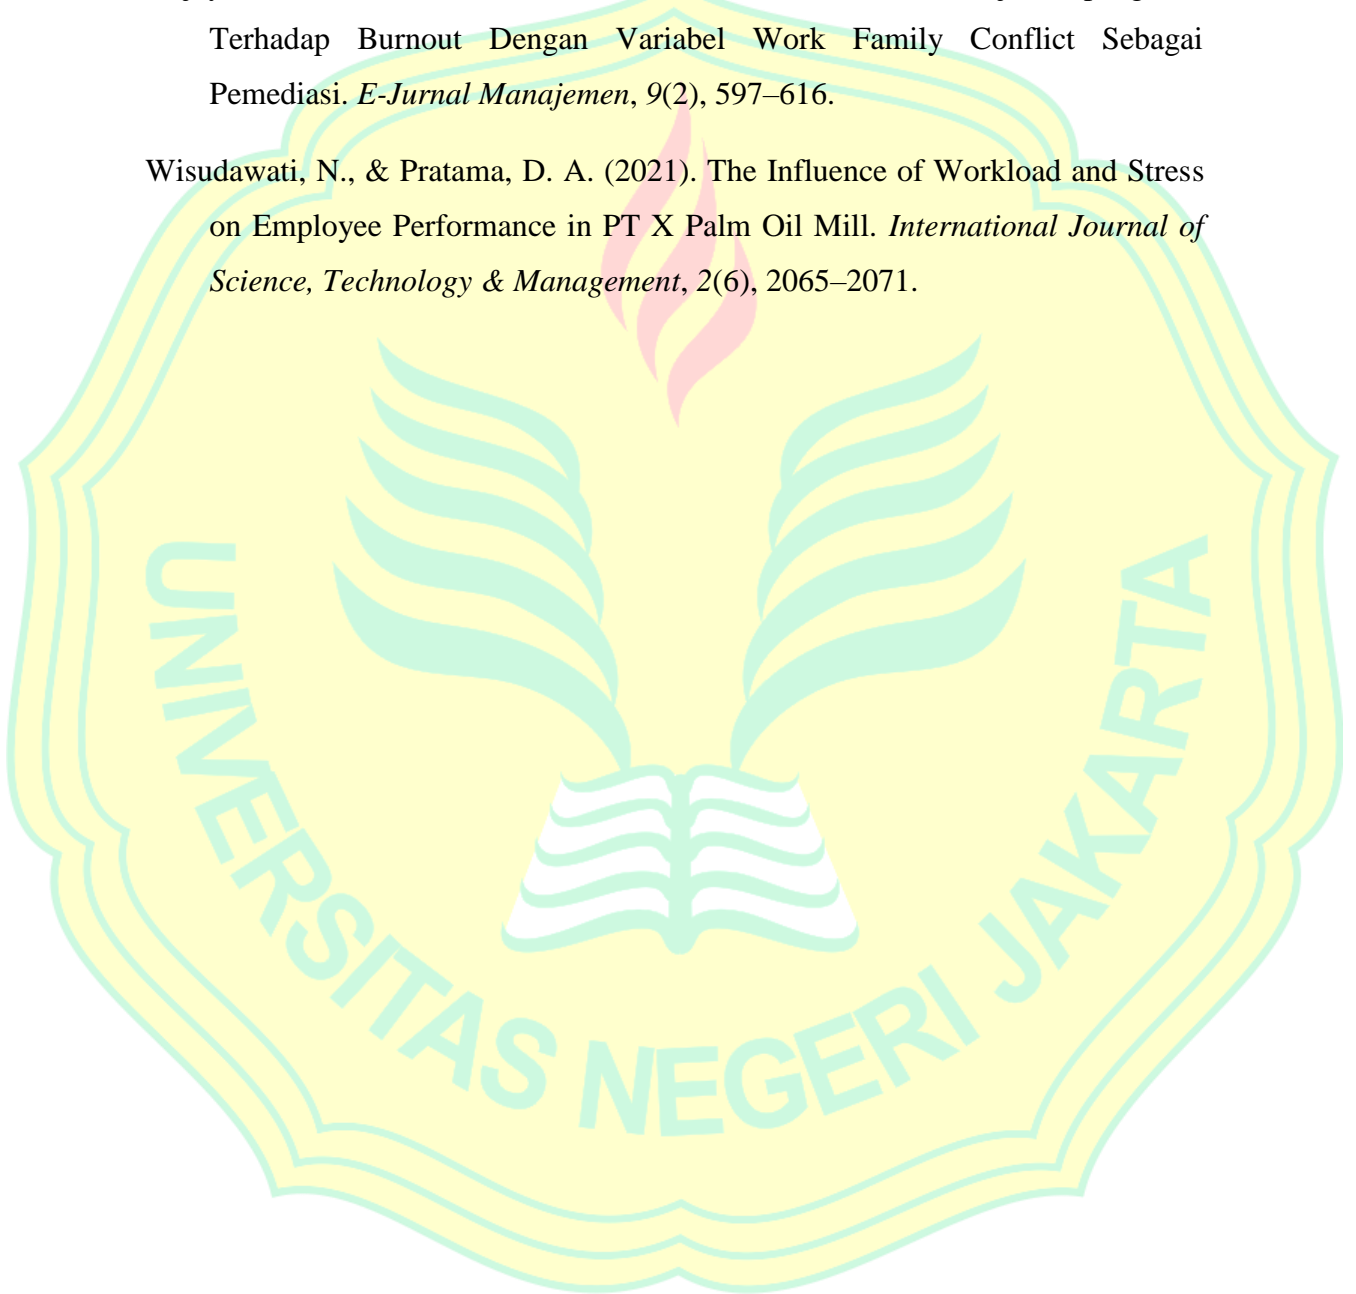 Terhadap Burnout Dengan Variabel Work Family Conflict Sebagai
Pemediasi. E-Jurnal Manajemen, 9(2), 597–616.
Wisudawati, N., & Pratama, D. A. (2021). The Influence of Workload and Stress
on Employee Performance in PT X Palm Oil Mill. International Journal of
Science, Technology & Management, 2(6), 2065–2071.
UNIVERSITAS NEGERI JAKARTA